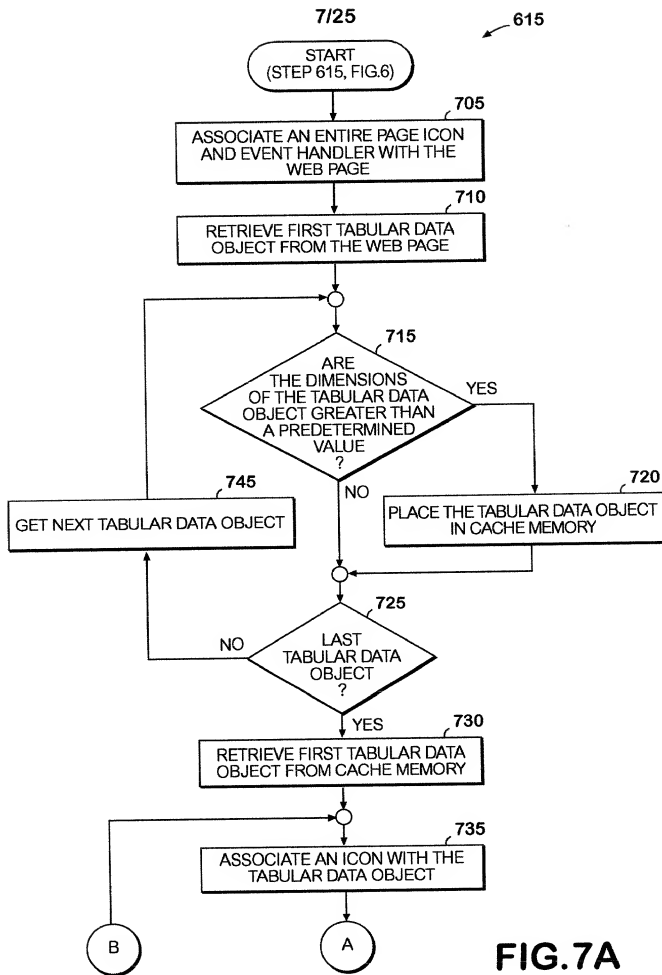 7/25
615
START
(STEP 615, FIG.6)
705
ASSOCIATE AN ENTIRE PAGE ICON
AND EVENT HANDLER WITH THE
WEB PAGE
710
RETRIEVE FIRST TABULAR DATA
OBJECT FROM THE WEB PAGE
715
ARE
THE DIMENSIONS
OF THE TABULAR DATA
OBJECT GREATER THAN
A PREDETERMINED
VALUE
?
YES
NO
745
GET NEXT TABULAR DATA OBJECT
720
PLACE THE TABULAR DATA OBJECT
IN CACHE MEMORY
725
NO
LAST
TABULAR DATA
OBJECT
?
YES
730
RETRIEVE FIRST TABULAR DATA
OBJECT FROM CACHE MEMORY
735
ASSOCIATE AN ICON WITH THE
TABULAR DATA OBJECT
B
A
FIG.7A